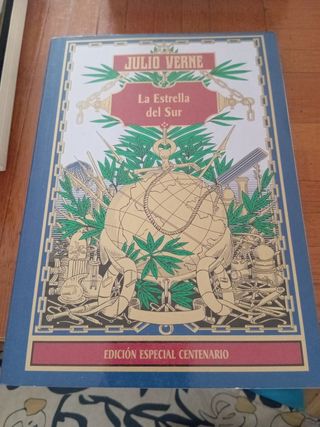 JULIO VERNE
La Estrella
del Sur
EDICIÓN ESPECIAL CENTENARIO